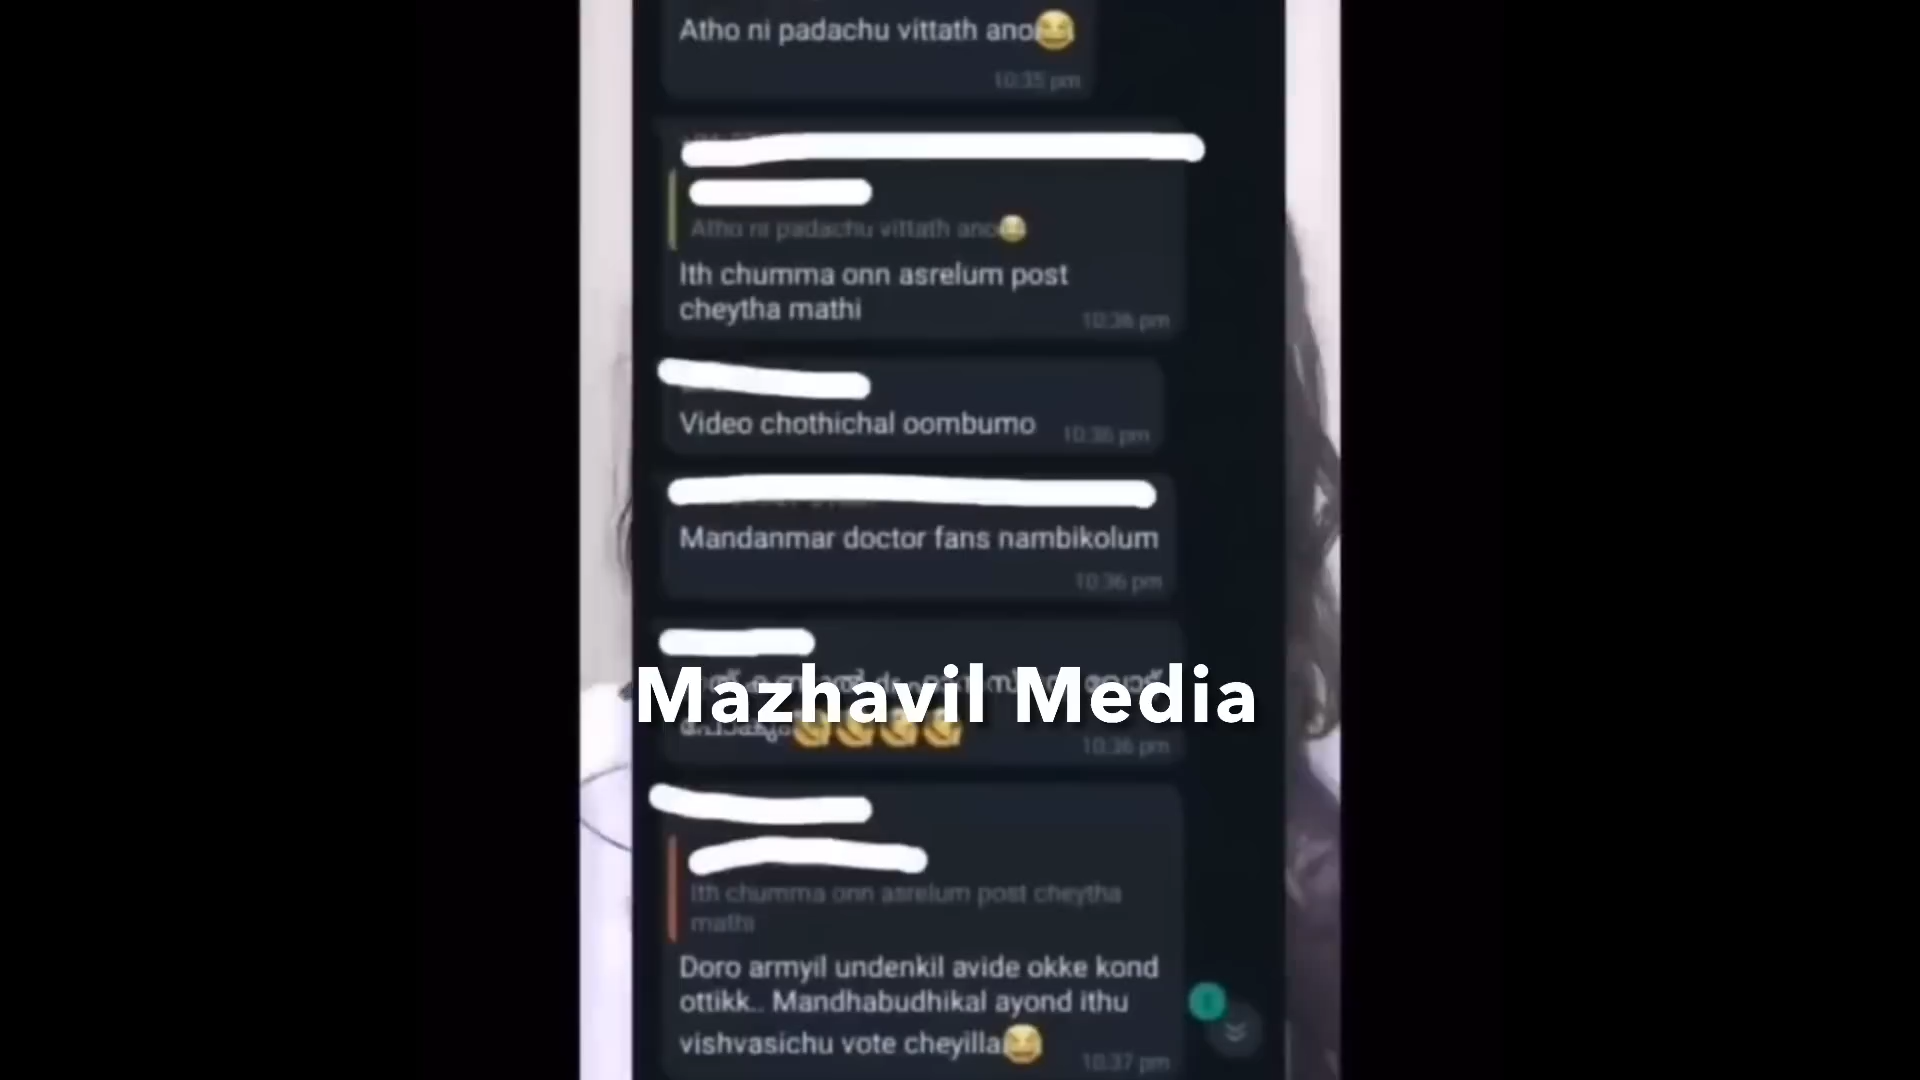 Atho ni padachu vittath ano😂
10:35 pm
Atho ni padachu vittath ano😂
Ith chumma onn asrelum post
cheytha mathi
10:36 pm
Video chothichal oombumo
10:36 pm
Mandanmar doctor fans nambikolum
10:36 pm
Mazhavil Media
10:36 pm
Ith chumma onn asrelum post cheytha
mathi
Doro armyil undenkil avide okke kond
ottikk.. Mandhabudhikal ayond ithu
vishvasichu vote cheyilla😆
10:37 pm